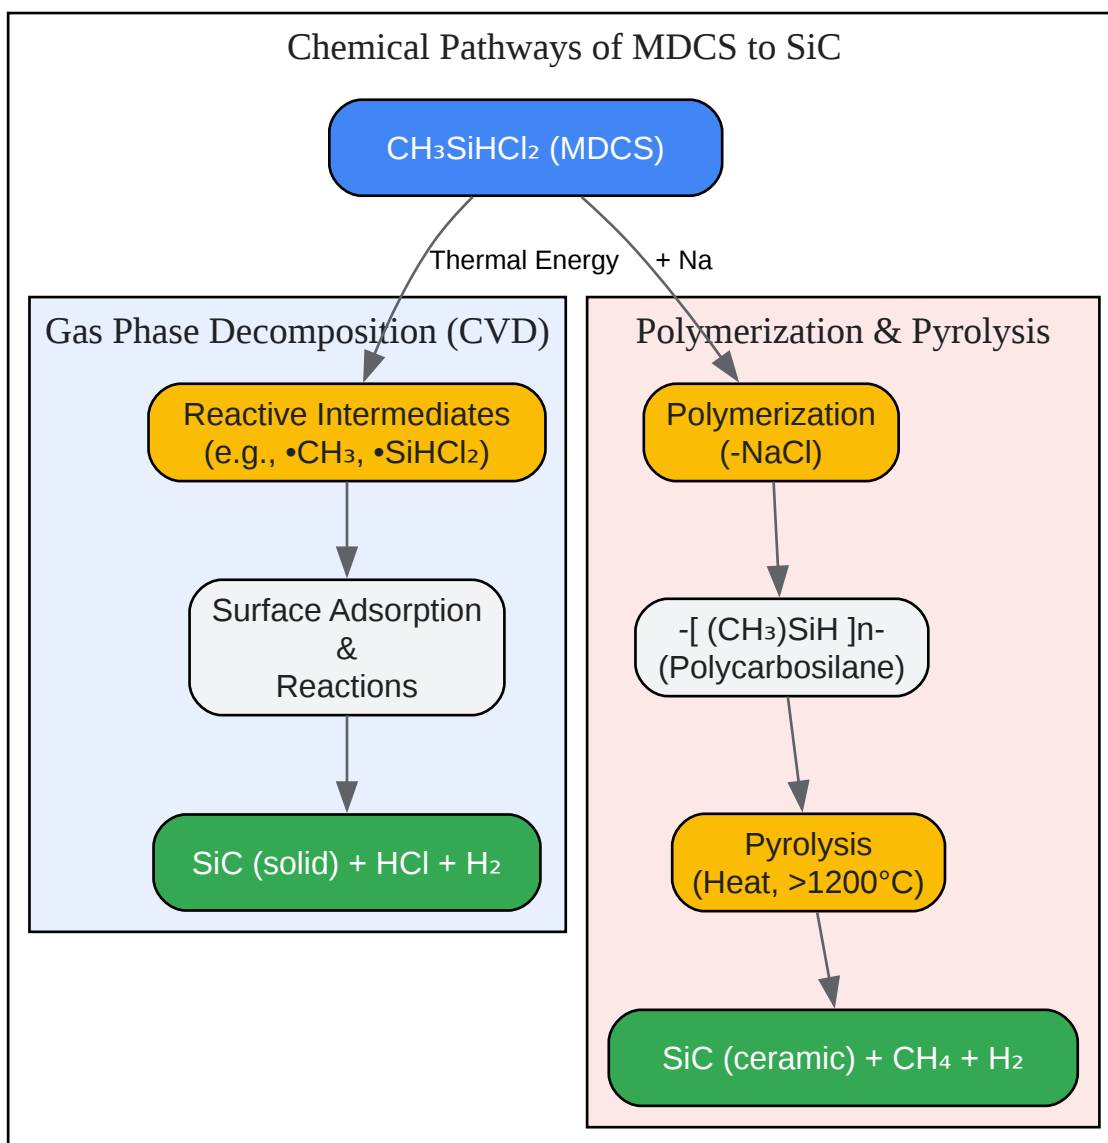 Chemical Pathways of MDCS to SiC
CH₃SiHCl₂ (MDCS)
Thermal Energy
+ Na
Gas Phase Decomposition (CVD)
Reactive Intermediates
(e.g., •CH₃, •SiHCl₂)
Surface Adsorption
&
Reactions
SiC (solid) + HCl + H₂
Polymerization & Pyrolysis
Polymerization
(-NaCl)
-[ (CH₃)SiH ]n-
(Polycarbosilane)
Pyrolysis
(Heat, >1200°C)
SiC (ceramic) + CH₄ + H₂